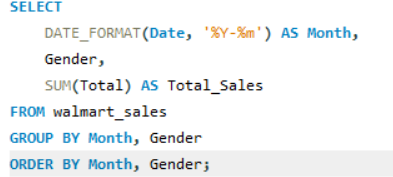 SELECT
DATE_FORMAT(Date, '%Y-%m') AS Month,
Gender,
SUM(Total) AS Total_Sales
FROM walmart_sales
GROUP BY Month, Gender
ORDER BY Month, Gender;